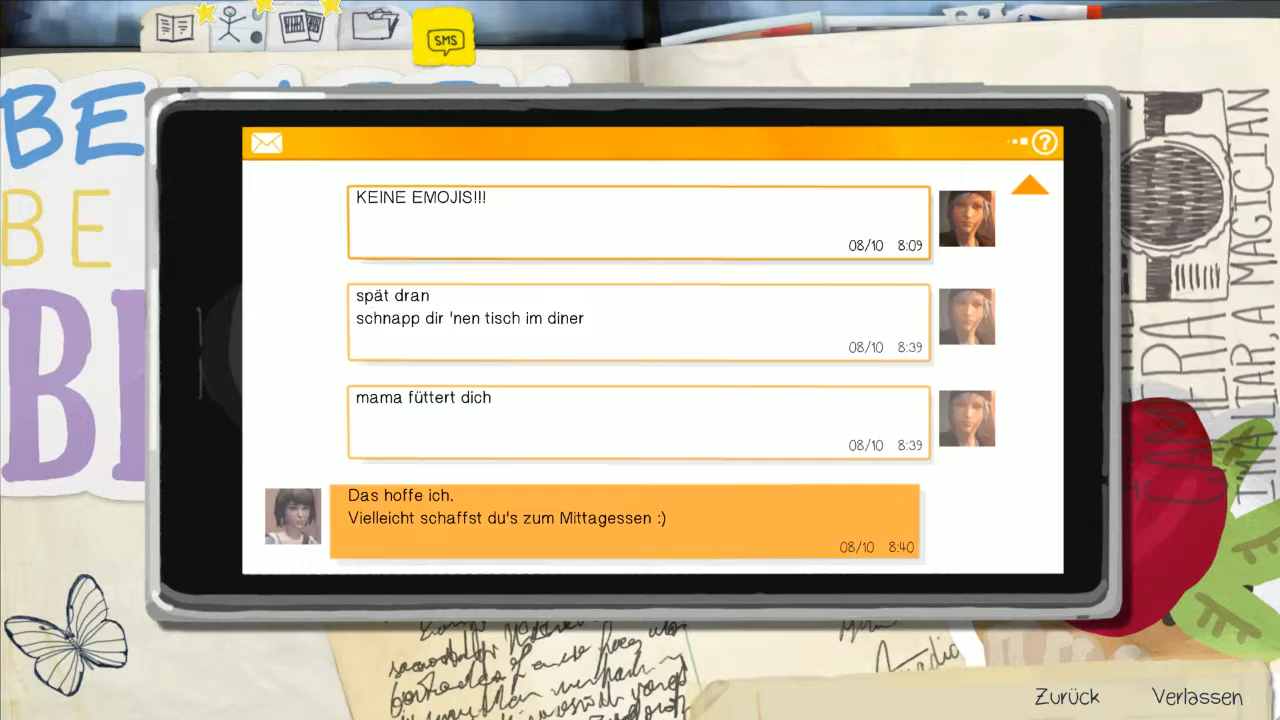 SMS
BE
BE
KEINE EMOJIS!!!
08/10 8:09
spät dran
schnapp dir 'nen tisch im diner
08/10 8:39
mama füttert dich
08/10 8:39
Das hoffe ich.
Vielleicht schaffst du's zum Mittagessen :)
08/10 8:40
CAMERA
LIAR, A MAGICIAN
Zurück Verlassen